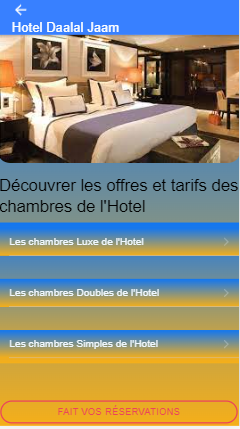 Hotel Daalal Jaam
Découvrer les offres et tarifs des
chambres de l'Hotel
Les chambres Luxe de l'Hotel
Les chambres Doubles de l'Hotel
Les chambres Simples de l'Hotel
FAIT VOS RÉSERVATIONS